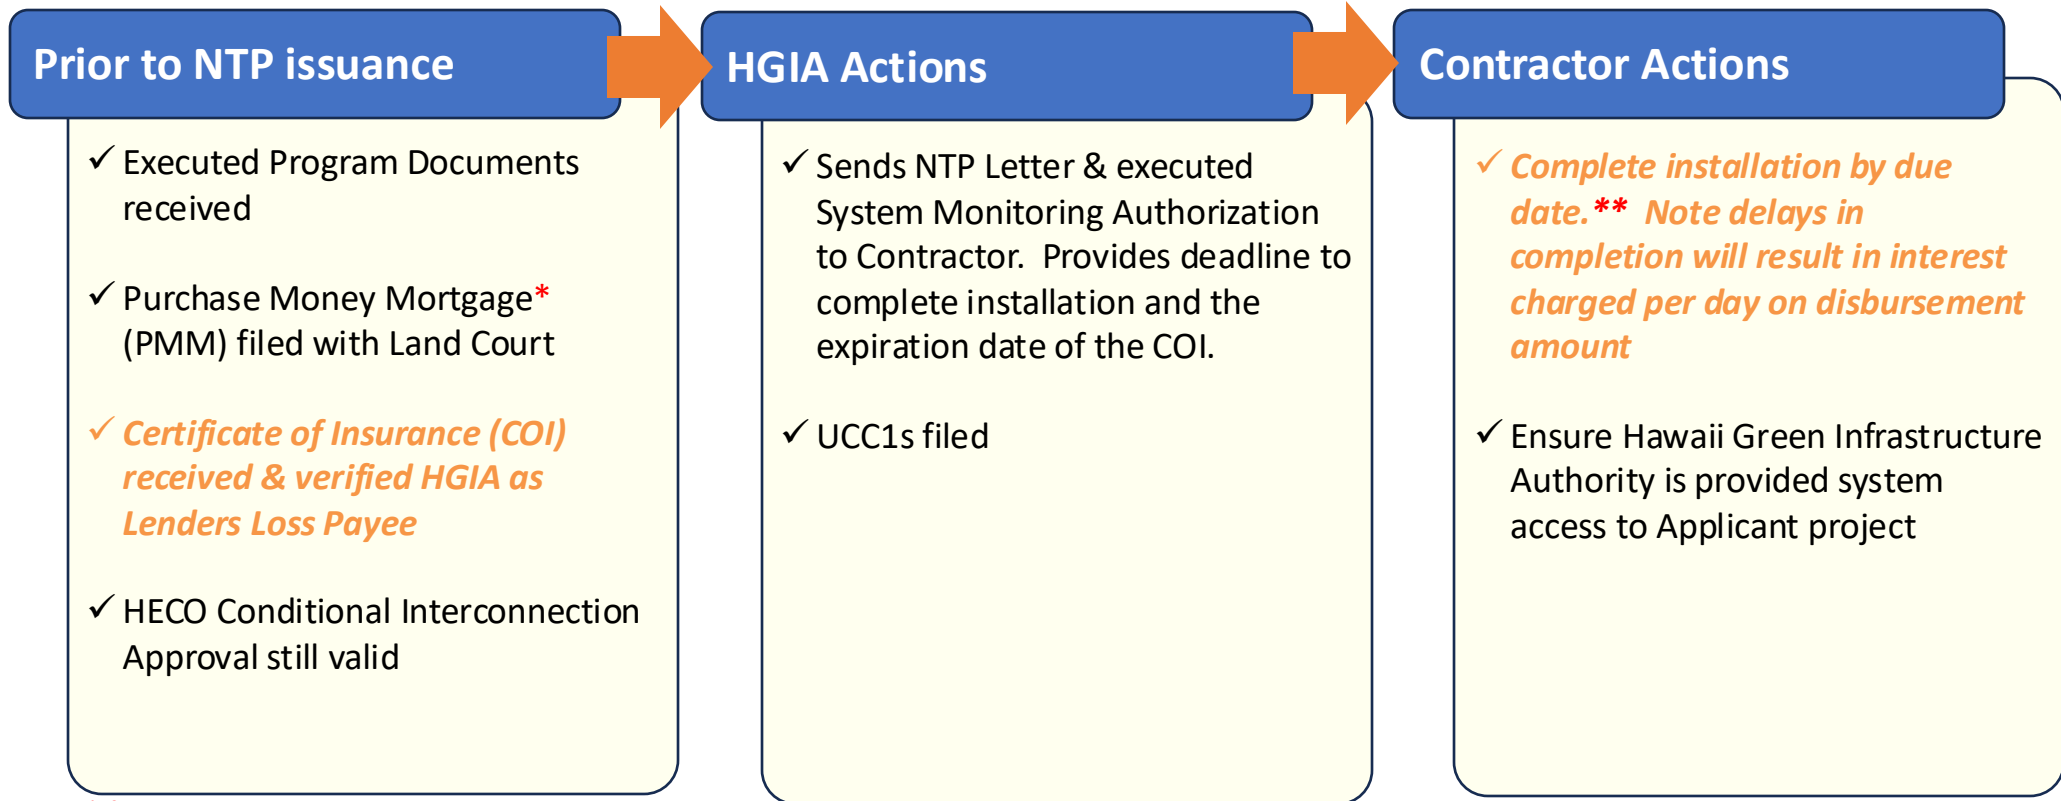 Prior to NTP issuance
✓ Executed Program Documents
received
✓ Purchase Money Mortgage*
(PMM) filed with Land Court
✓ Certificate of Insurance (COI)
received & verified HGIA as
Lenders Loss Payee
✓ HECO Conditional Interconnection
Approval still valid
HGIA Actions
✓ Sends NTP Letter & executed
System Monitoring Authorization
to Contractor.  Provides deadline to
complete installation and the
expiration date of the COI.
✓ UCC1s filed
Contractor Actions
✓ Complete installation by due
date.**  Note delays in
completion will result in interest
charged per day on disbursement
amount
✓ Ensure Hawaii Green Infrastructure
Authority is provided system
access to Applicant project